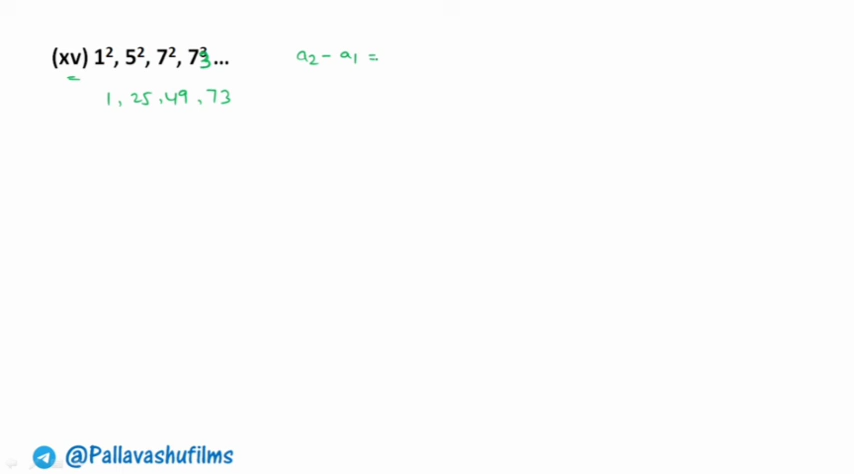 (xv) 1², 5², 7², 73 ... a₂ - a₁ =
1, 25, 49, 73
@Pallavashufilms